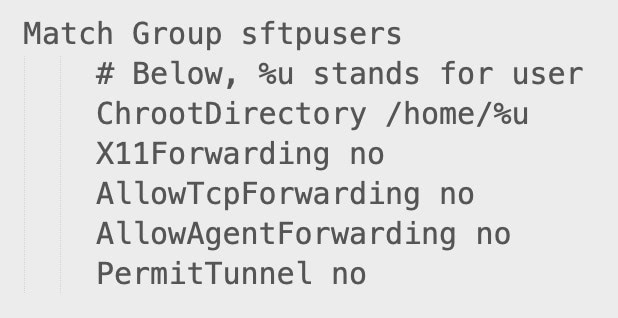 Match Group sftpusers
    # Below, %u stands for user
    ChrootDirectory /home/%u
    X11Forwarding no
    AllowTcpForwarding no
    AllowAgentForwarding no
    PermitTunnel no